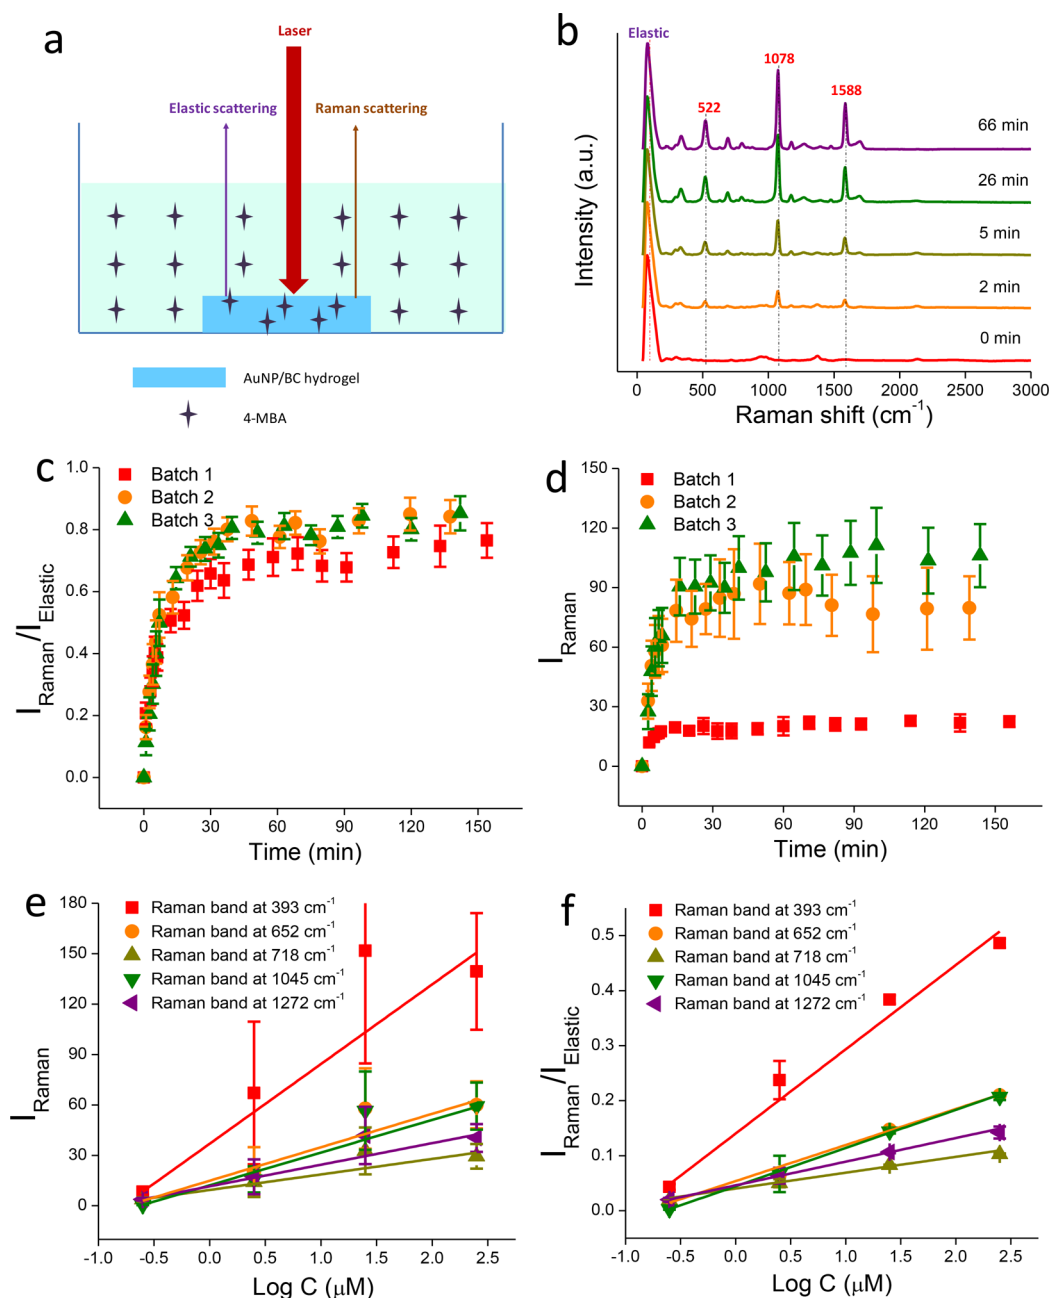 a
Laser
Elastic scattering
Raman scattering
AuNP/BC hydrogel
4-MBA
b
Elastic
1078
1588
522
66 min
26 min
5 min
2 min
0 min
Intensity (a.u.)
0 500 1000 1500 2000 2500 3000
Raman shift (cm⁻¹)
c
Batch 1
Batch 2
Batch 3
1.0
0.8
0.6
0.4
0.2
0.0
I_Raman/I_Elastic
0 30 60 90 120 150
Time (min)
d
Batch 1
Batch 2
Batch 3
150
120
90
60
30
0
I_Raman
0 30 60 90 120 150
Time (min)
e
Raman band at 393 cm⁻¹
Raman band at 652 cm⁻¹
Raman band at 718 cm⁻¹
Raman band at 1045 cm⁻¹
Raman band at 1272 cm⁻¹
180
150
120
90
60
30
0
I_Raman
-1.0 -0.5 0.0 0.5 1.0 1.5 2.0 2.5
Log C (μM)
f
Raman band at 393 cm⁻¹
Raman band at 652 cm⁻¹
Raman band at 718 cm⁻¹
Raman band at 1045 cm⁻¹
Raman band at 1272 cm⁻¹
0.5
0.4
0.3
0.2
0.1
0.0
I_Raman/I_Elastic
-1.0 -0.5 0.0 0.5 1.0 1.5 2.0 2.5
Log C (μM)